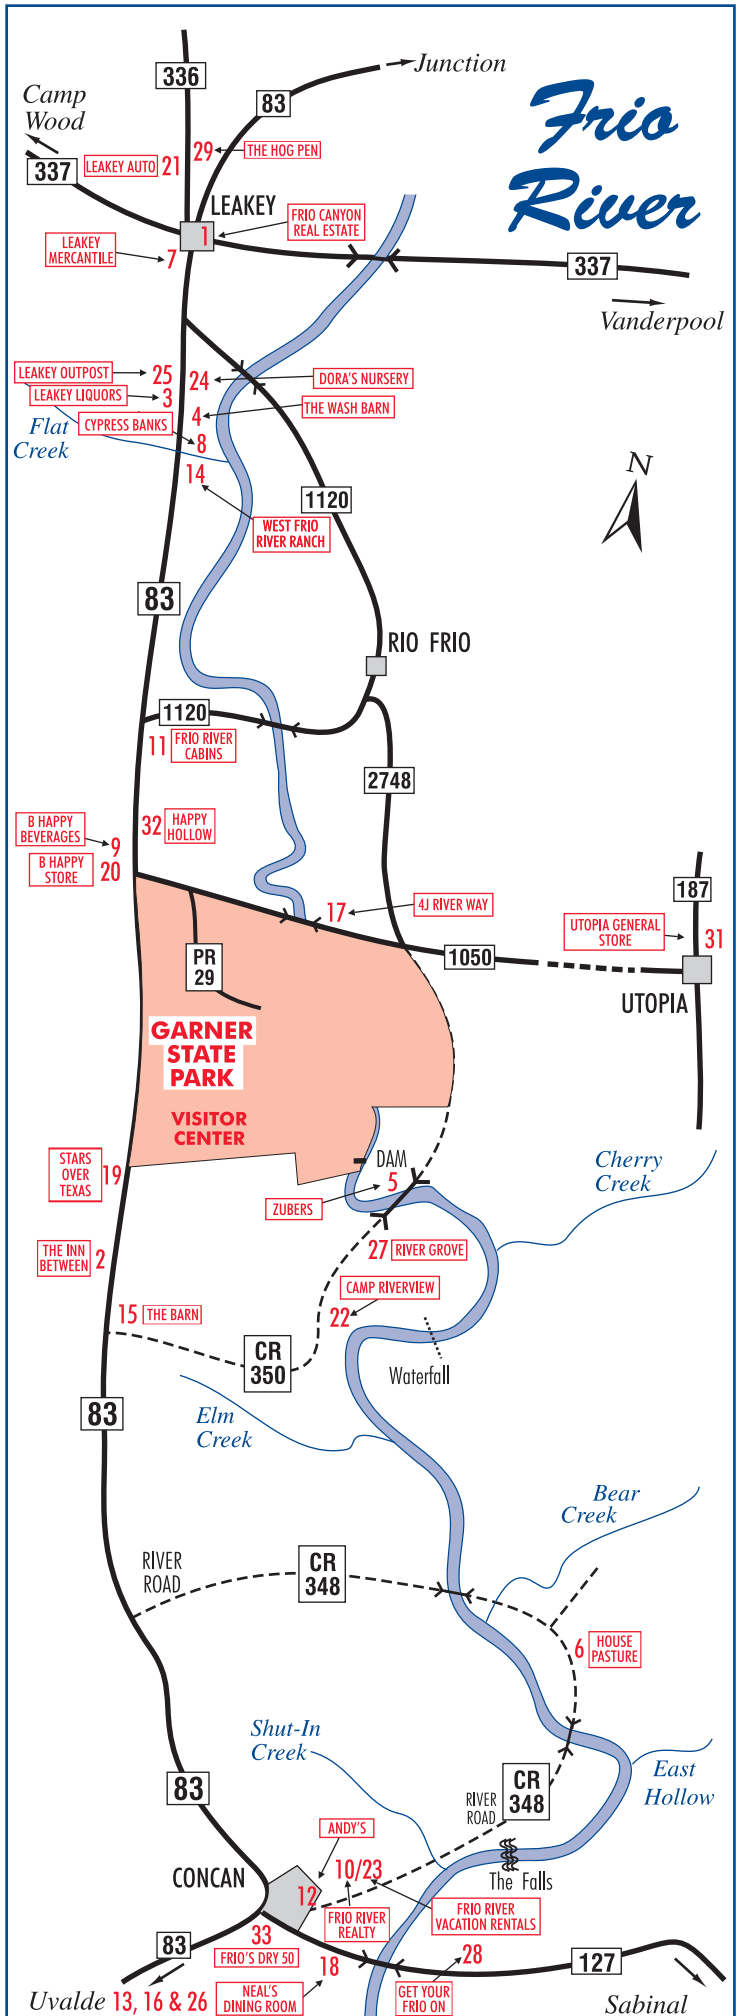 Frio
River
336
83
Junction
Camp
Wood
337
LEAKEY AUTO 21
29 THE HOG PEN
LEAKEY
1
FRIO CANYON
REAL ESTATE
LEAKEY
MERCANTILE
7
337
Vanderpool
LEAKEY OUTPOST 25
24 DORA'S NURSERY
LEAKEY LIQUORS 3
4 THE WASH BARN
Flat
Creek
CYPRESS BANKS
8
14
WEST FRIO
RIVER RANCH
N
1120
83
RIO FRIO
1120
11 FRIO RIVER
CABINS
2748
32 HAPPY
HOLLOW
B HAPPY
BEVERAGES
9
B HAPPY
STORE
20
17 4J RIVER WAY
187
UTOPIA GENERAL
STORE
31
1050
UTOPIA
PR
29
GARNER
STATE
PARK
VISITOR
CENTER
STARS
OVER
TEXAS
19
DAM
5
ZUBERS
Cherry
Creek
27 RIVER GROVE
THE INN
BETWEEN
2
CAMP RIVERVIEW
22
15 THE BARN
CR
350
Waterfall
83
Elm
Creek
Bear
Creek
RIVER
ROAD
CR
348
6 HOUSE
PASTURE
Shut-In
Creek
East
Hollow
83
CR
348
RIVER
ROAD
ANDY'S
CONCAN
12
10/23
The Falls
FRIO RIVER
REALTY
FRIO RIVER
VACATION RENTALS
33
FRIO'S DRY 50
83
18
28
127
NEAL'S
DINING ROOM
GET YOUR
FRIO ON
Uvalde 13, 16 & 26
Sabinal